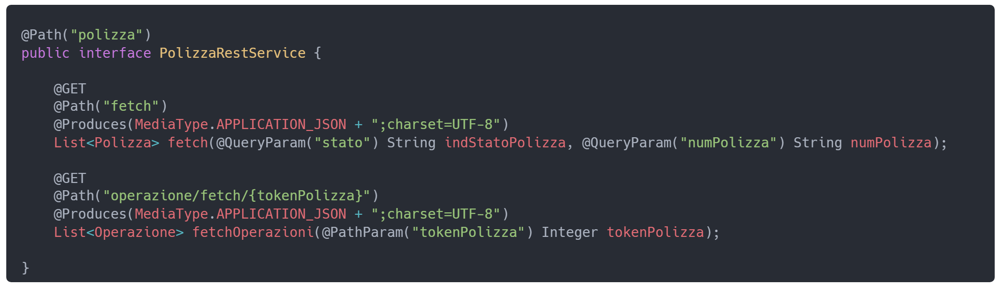 @Path("polizza")
public interface PolizzaRestService {
@GET
@Path("fetch")
@Produces(MediaType.APPLICATION_JSON + ";charset=UTF-8")
List<Polizza> fetch(@QueryParam("stato") String indStatoPolizza, @QueryParam("numPolizza") String numPolizza);
@GET
@Path("operazione/fetch/{tokenPolizza}")
@Produces(MediaType.APPLICATION_JSON + ";charset=UTF-8")
List<Operazione> fetchOperazioni(@PathParam("tokenPolizza") Integer tokenPolizza);
}